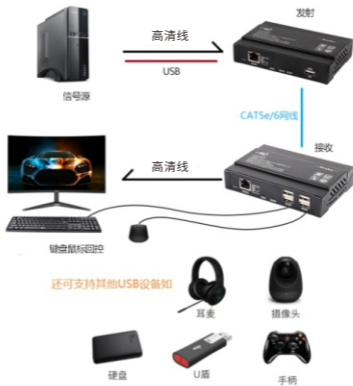 发射
高清线
USB
信号源
CAT5e/6网线
接收
高清线
键盘鼠标回控
还可支持其他USB设备如
耳麦
摄像头
硬盘
U盾
手柄